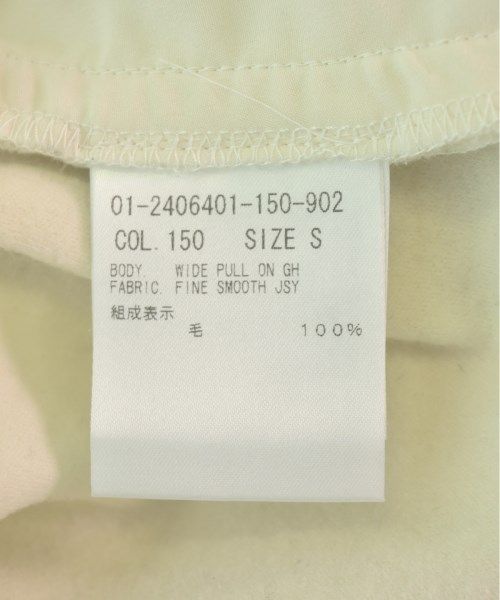 01-2406401-150-902
COL. 150 SIZE S
BODY. WIDE PULL ON GH
FABRIC. FINE SMOOTH JSY
組成表示
毛 100%